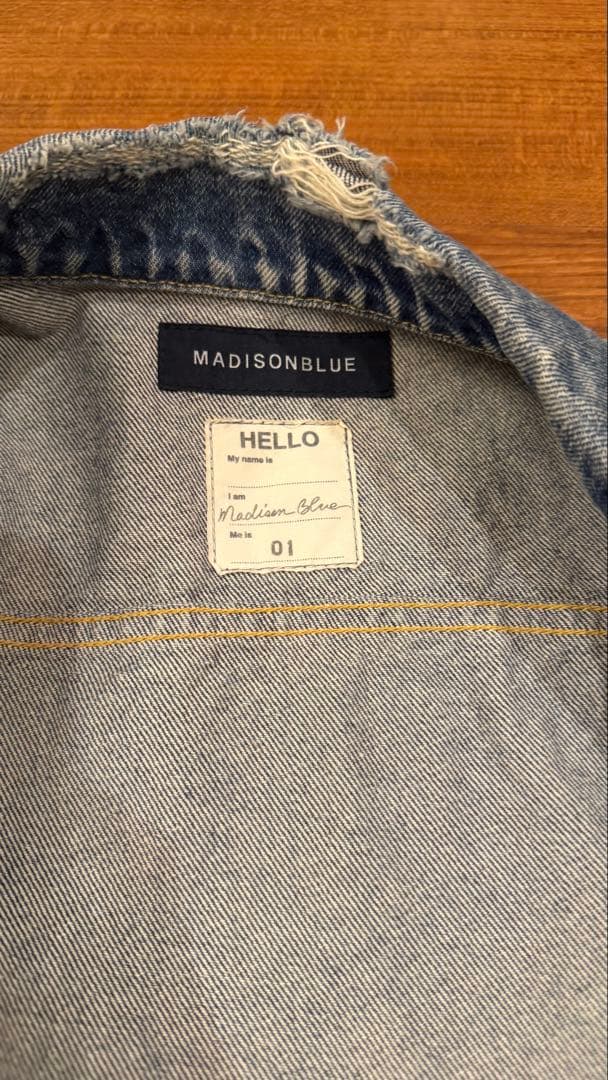 MADISONBLUE
HELLO
My name is
I am
Madison Blue
Me is
01